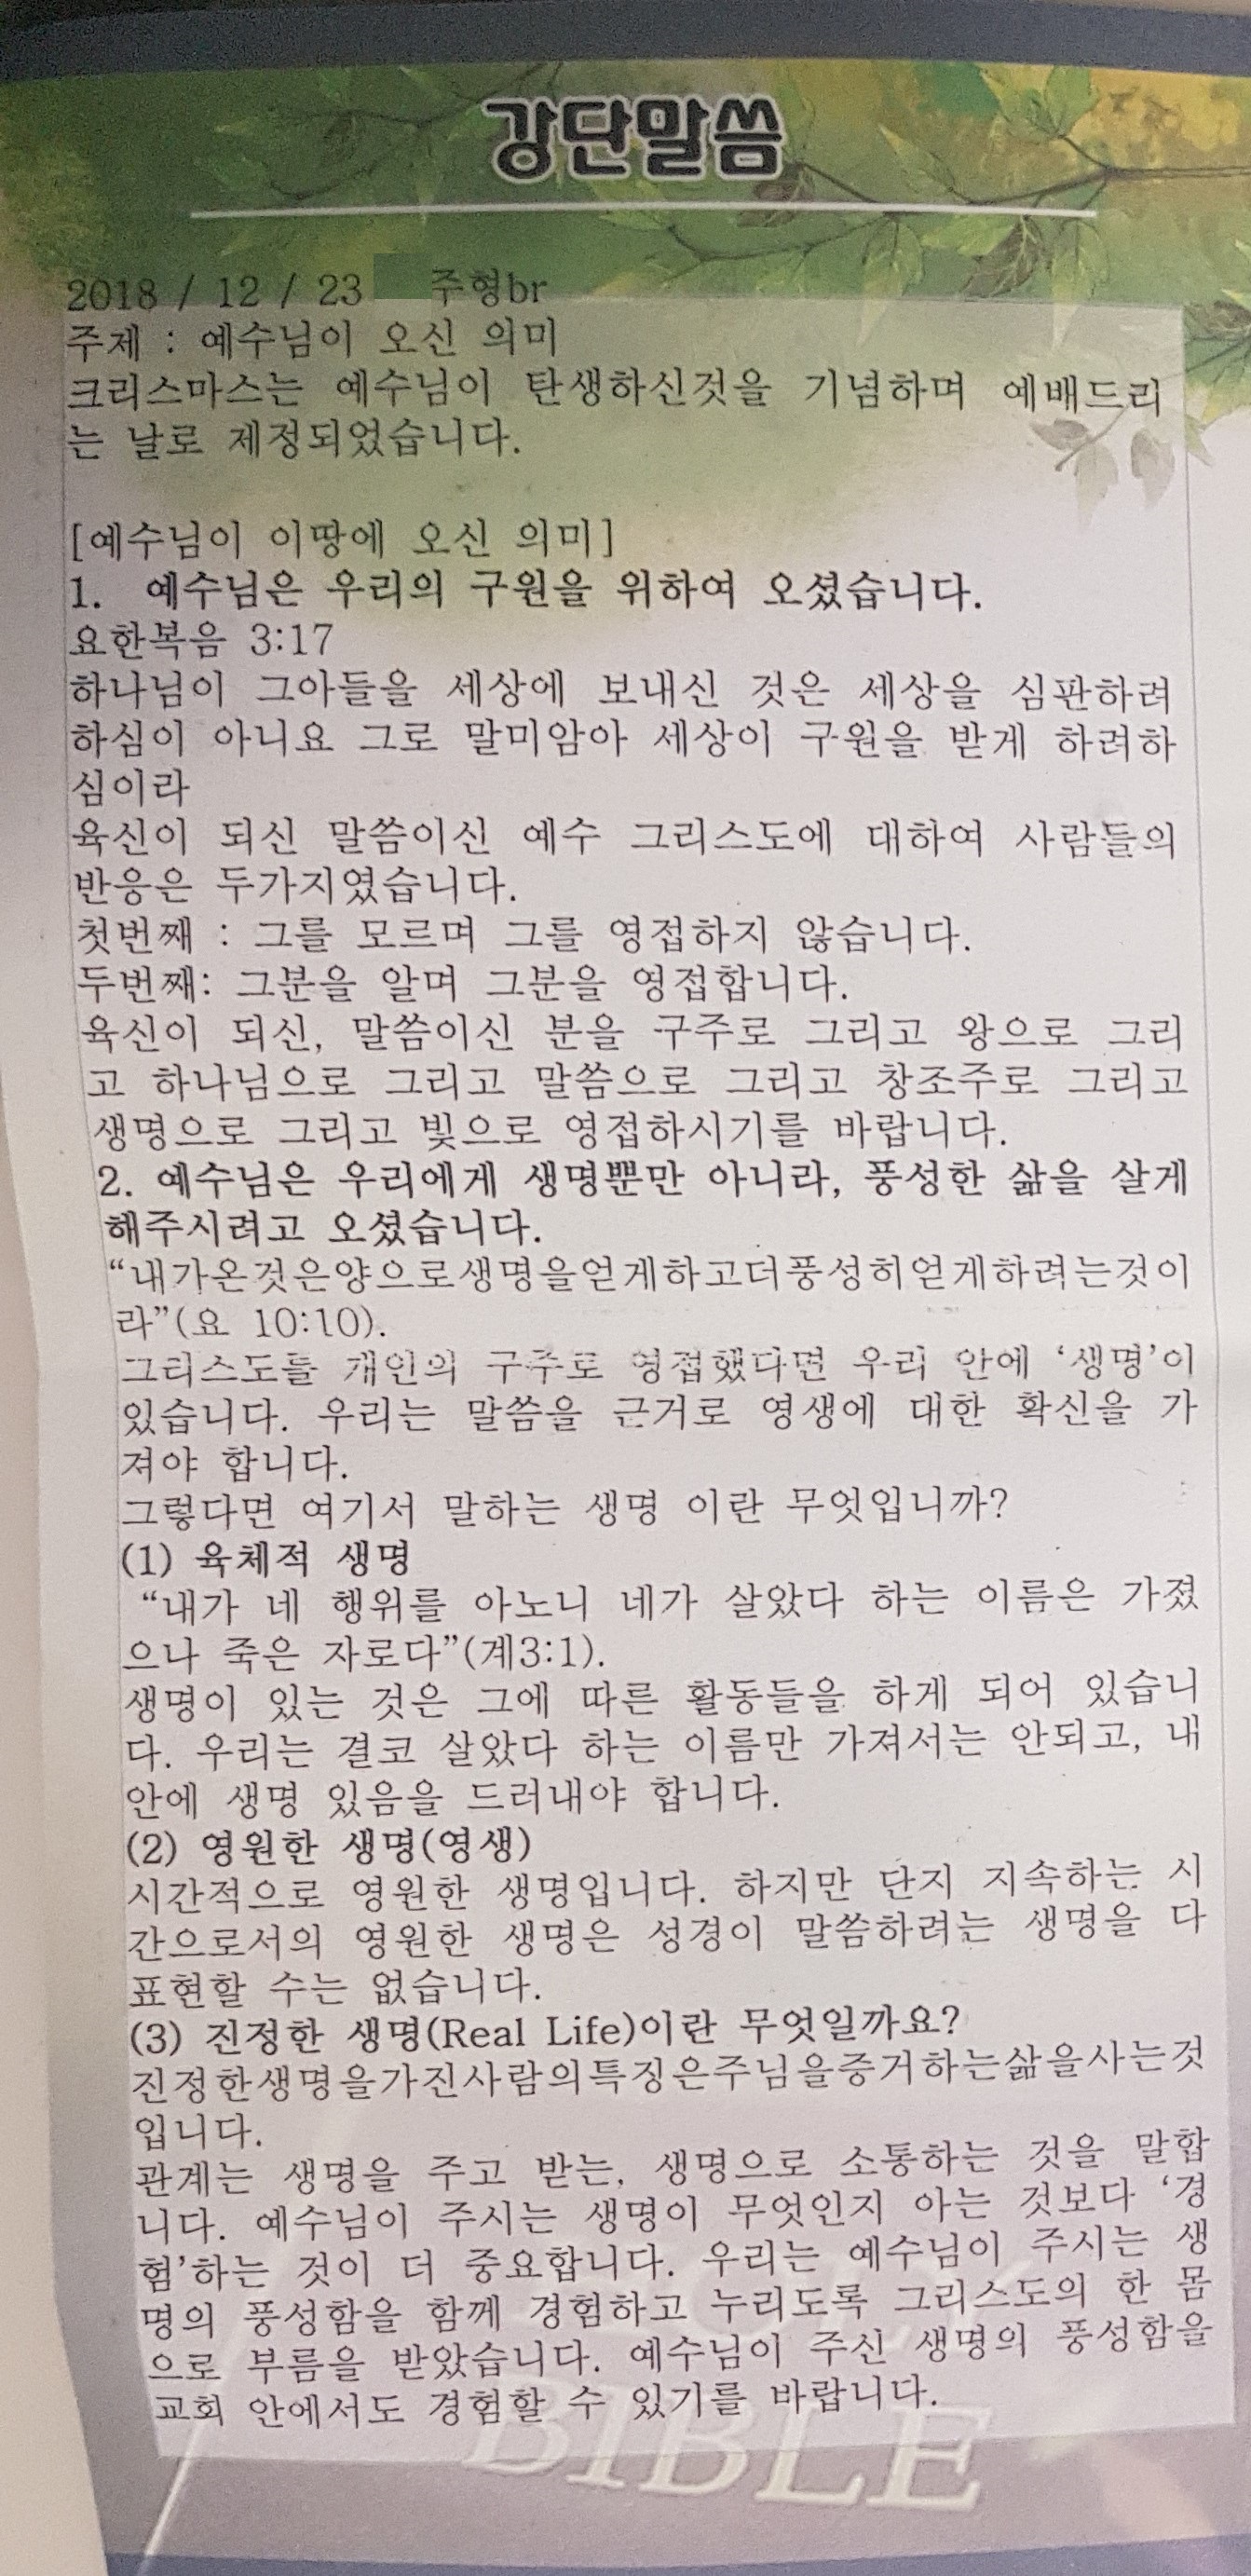 강단말씀
2018 / 12 / 23 주형br
주제 : 예수님이 오신 의미
크리스마스는 예수님이 탄생하신것을 기념하며 예배드리
는 날로 제정되었습니다.
[예수님이 이땅에 오신 의미]
1. 예수님은 우리의 구원을 위하여 오셨습니다.
요한복음 3:17
하나님이 그아들을 세상에 보내신 것은 세상을 심판하려
하심이 아니요 그로 말미암아 세상이 구원을 받게 하려하
심이라
육신이 되신 말씀이신 예수 그리스도에 대하여 사람들의
반응은 두가지였습니다.
첫번째 : 그를 모르며 그를 영접하지 않습니다.
두번째: 그분을 알며 그분을 영접합니다.
육신이 되신, 말씀이신 분을 구주로 그리고 왕으로 그리
고 하나님으로 그리고 말씀으로 그리고 창조주로 그리고
생명으로 그리고 빛으로 영접하시기를 바랍니다.
2. 예수님은 우리에게 생명뿐만 아니라, 풍성한 삶을 살게
해주시려고 오셨습니다.
“내가온것은양으로생명을얻게하고더풍성히얻게하려는것이
라”(요 10:10).
그리스도를 개인의 구주로 영접했다면 우리 안에 ‘생명’이
있습니다. 우리는 말씀을 근거로 영생에 대한 확신을 가
져야 합니다.
그렇다면 여기서 말하는 생명 이란 무엇입니까?
(1) 육체적 생명
“내가 네 행위를 아노니 네가 살았다 하는 이름은 가졌
으나 죽은 자로다”(계3:1).
생명이 있는 것은 그에 따른 활동들을 하게 되어 있습니
다. 우리는 결코 살았다 하는 이름만 가져서는 안되고, 내
안에 생명 있음을 드러내야 합니다.
(2) 영원한 생명(영생)
시간적으로 영원한 생명입니다. 하지만 단지 지속하는 시
간으로서의 영원한 생명은 성경이 말씀하려는 생명을 다
표현할 수는 없습니다.
(3) 진정한 생명(Real Life)이란 무엇일까요?
진정한생명을가진사람의특징은주님을증거하는삶을사는것
입니다.
관계는 생명을 주고 받는, 생명으로 소통하는 것을 말합
니다. 예수님이 주시는 생명이 무엇인지 아는 것보다 ‘경
험’하는 것이 더 중요합니다. 우리는 예수님이 주시는 생
명의 풍성함을 함께 경험하고 누리도록 그리스도의 한 몸
으로 부름을 받았습니다. 예수님이 주신 생명의 풍성함을
교회 안에서도 경험할 수 있기를 바랍니다.
BIBLE